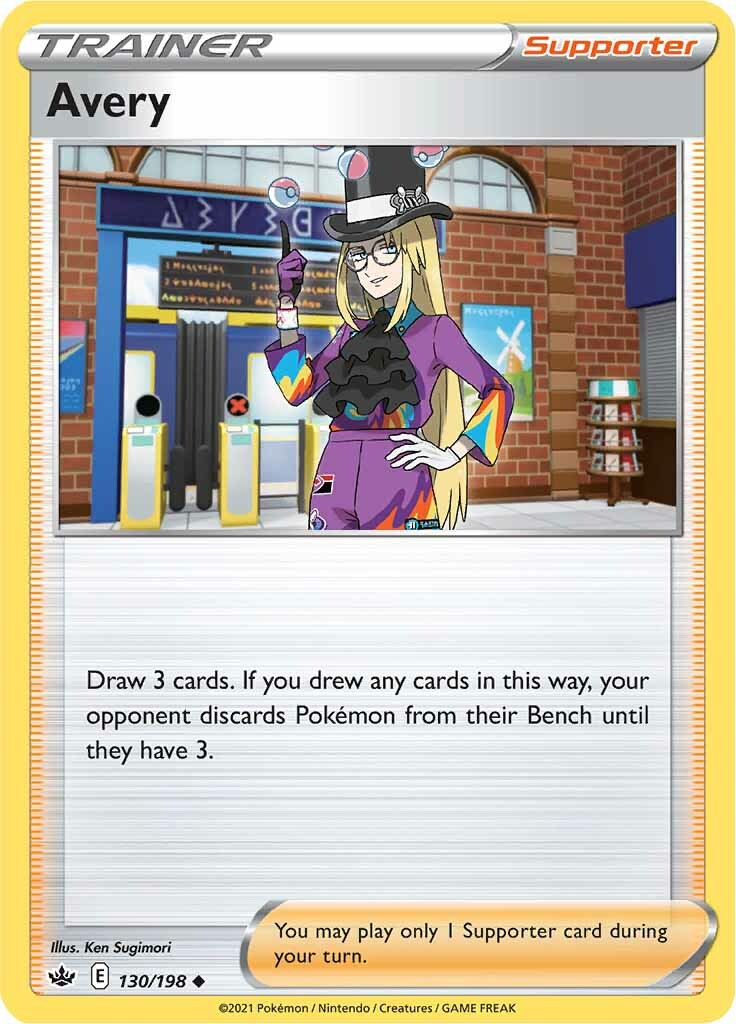 TRAINER
Supporter
Avery
Draw 3 cards. If you drew any cards in this way, your
opponent discards Pokémon from their Bench until
they have 3.
You may play only 1 Supporter card during
your turn.
Illus. Ken Sugimori
E
130/198
©2021 Pokémon / Nintendo / Creatures / GAME FREAK